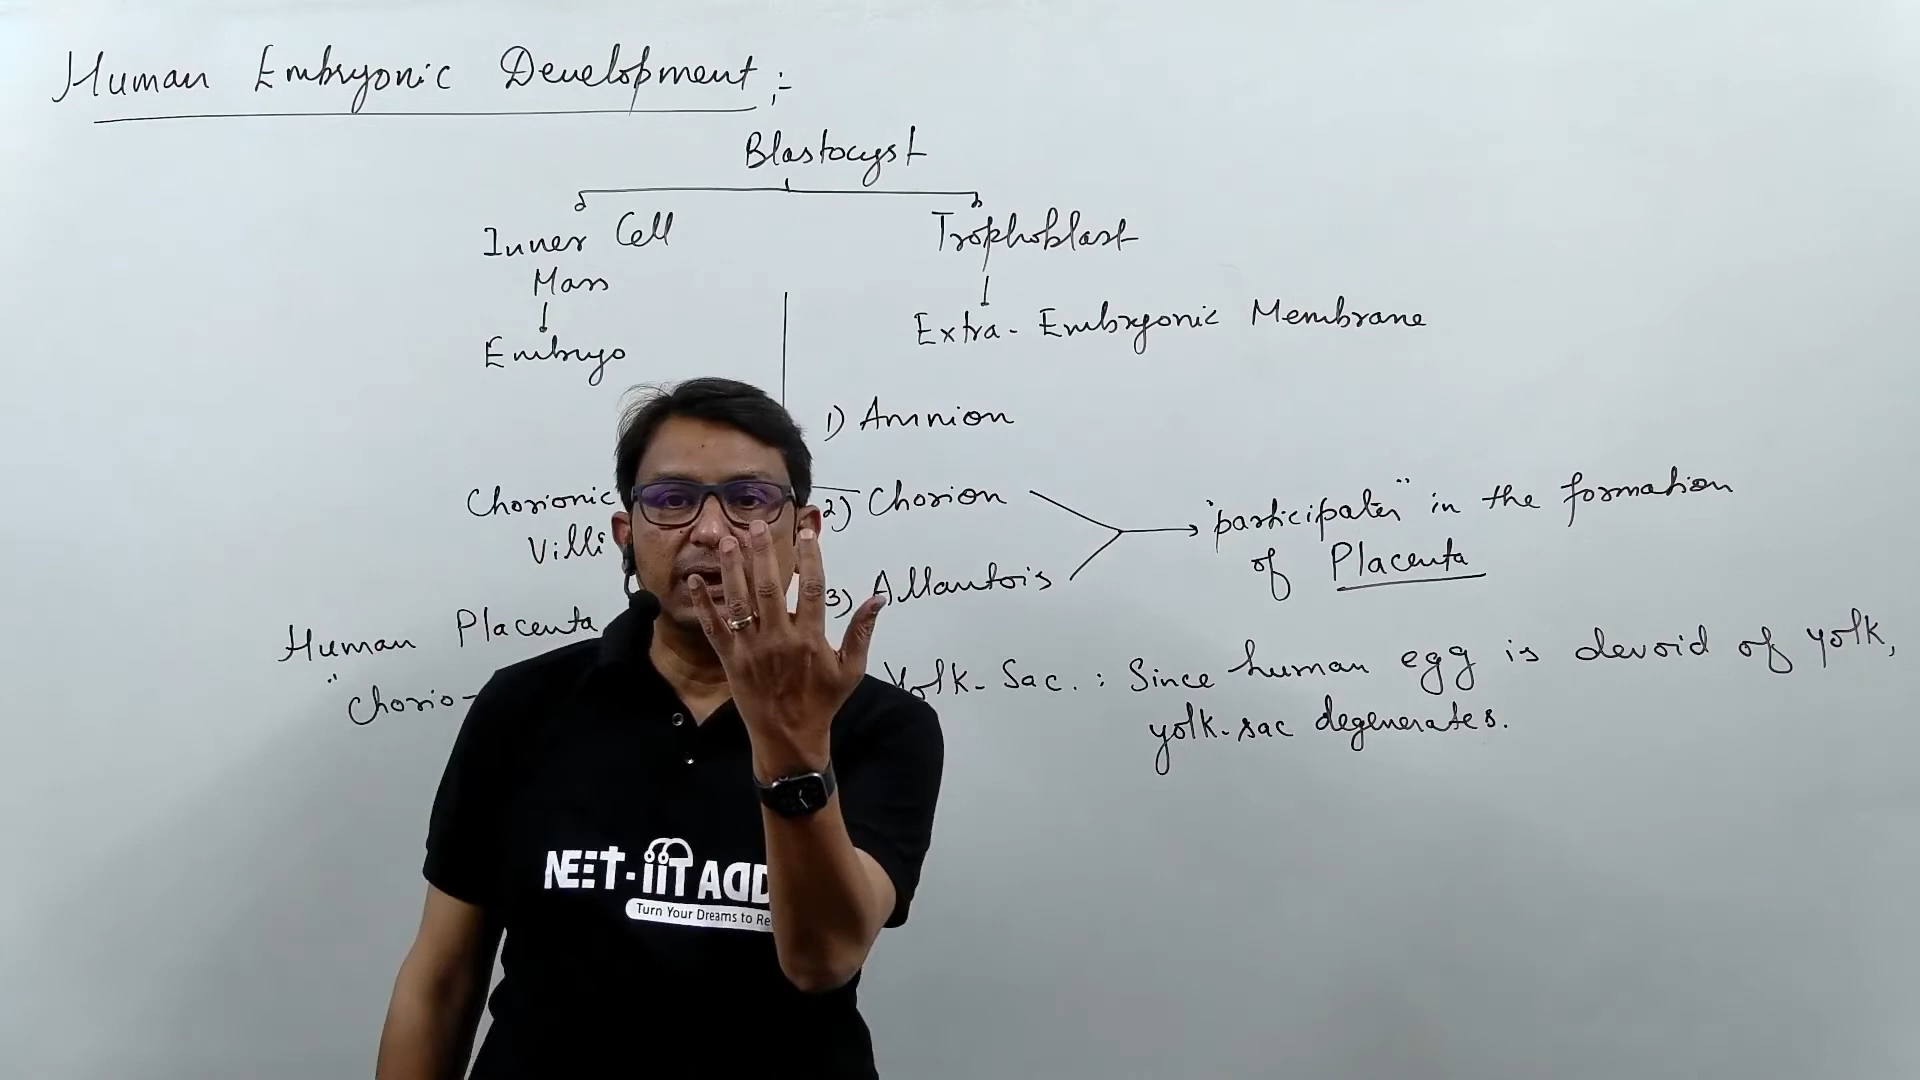 Human Embryonic Development :-
Blastocyst
Inner Cell
Mass
Embryo
Trophoblast
Extra-Embryonic Membrane
1) Amnion
2) Chorion
3) Allantois
"participates" in the formation
of Placenta
Yolk-Sac. : Since human egg is devoid of yolk,
yolk-sac degenerates.
Chorionic
Villi
Human Placenta
"Chorio-
NEET-IIT ADD
Turn Your Dreams to Re